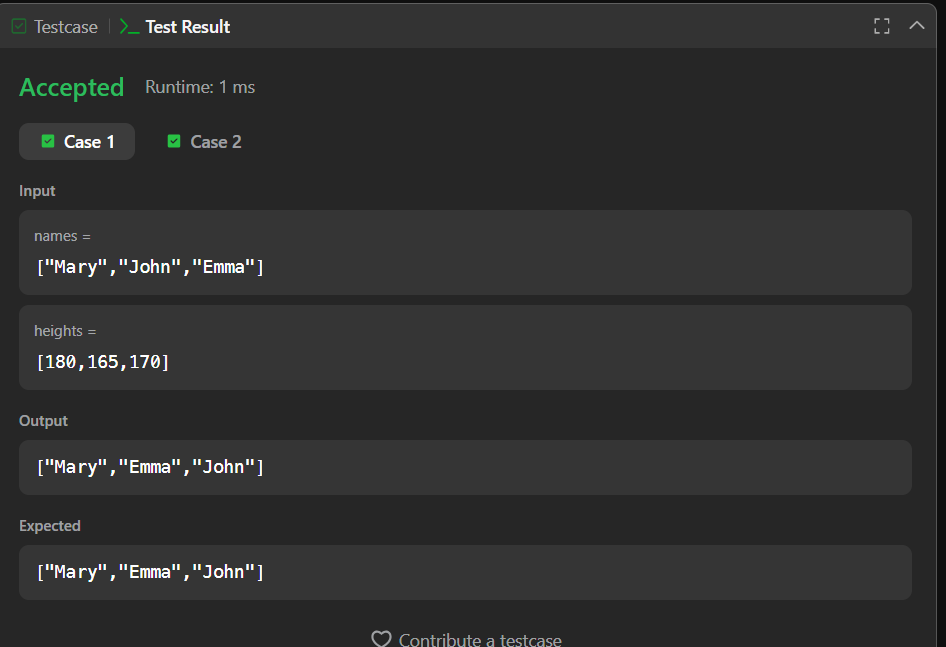 Testcase
Test Result
Accepted Runtime: 1 ms
Case 1 Case 2
Input
names =
["Mary","John","Emma"]
heights =
[180,165,170]
Output
["Mary","Emma","John"]
Expected
["Mary","Emma","John"]
Contribute a testcase